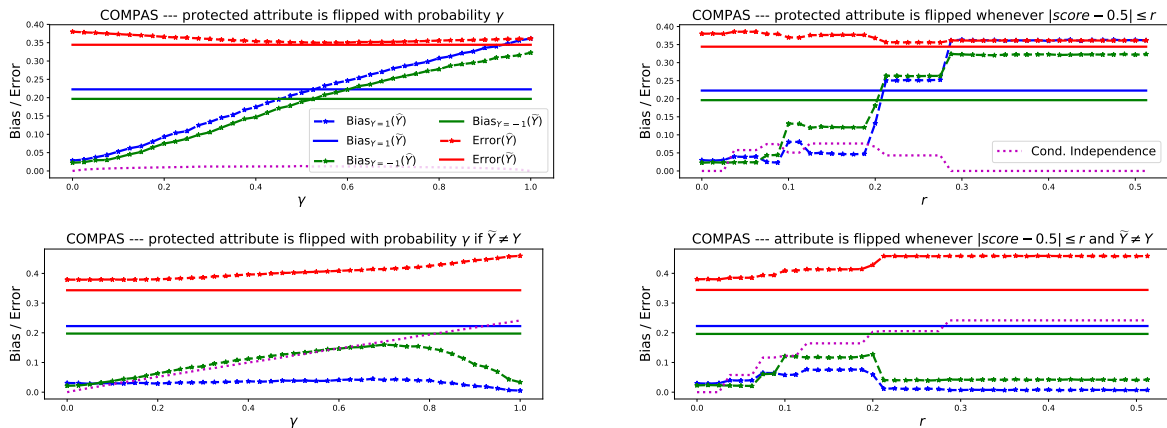 COMPAS --- protected attribute is flipped with probability γ
Bias / Error
0.40
0.35
0.30
0.25
0.20
0.15
0.10
0.05
0.00
Bias_{Y=1}(Ŷ)
Bias_{Y=1}(Ỹ)
Bias_{Y=−1}(Ŷ)
Bias_{Y=−1}(Ỹ)
Error(Ŷ)
Error(Ỹ)
0.0 0.2 0.4 0.6 0.8 1.0
γ
COMPAS --- protected attribute is flipped whenever |score − 0.5| ≤ r
Bias / Error
0.40
0.35
0.30
0.25
0.20
0.15
0.10
0.05
0.00
Cond. Independence
0.0 0.1 0.2 0.3 0.4 0.5
r
COMPAS --- protected attribute is flipped with probability γ if Ỹ ≠ Y
Bias / Error
0.4
0.3
0.2
0.1
0.0
0.0 0.2 0.4 0.6 0.8 1.0
γ
COMPAS --- attribute is flipped whenever |score − 0.5| ≤ r and Ỹ ≠ Y
Bias / Error
0.4
0.3
0.2
0.1
0.0
0.0 0.1 0.2 0.3 0.4 0.5
r